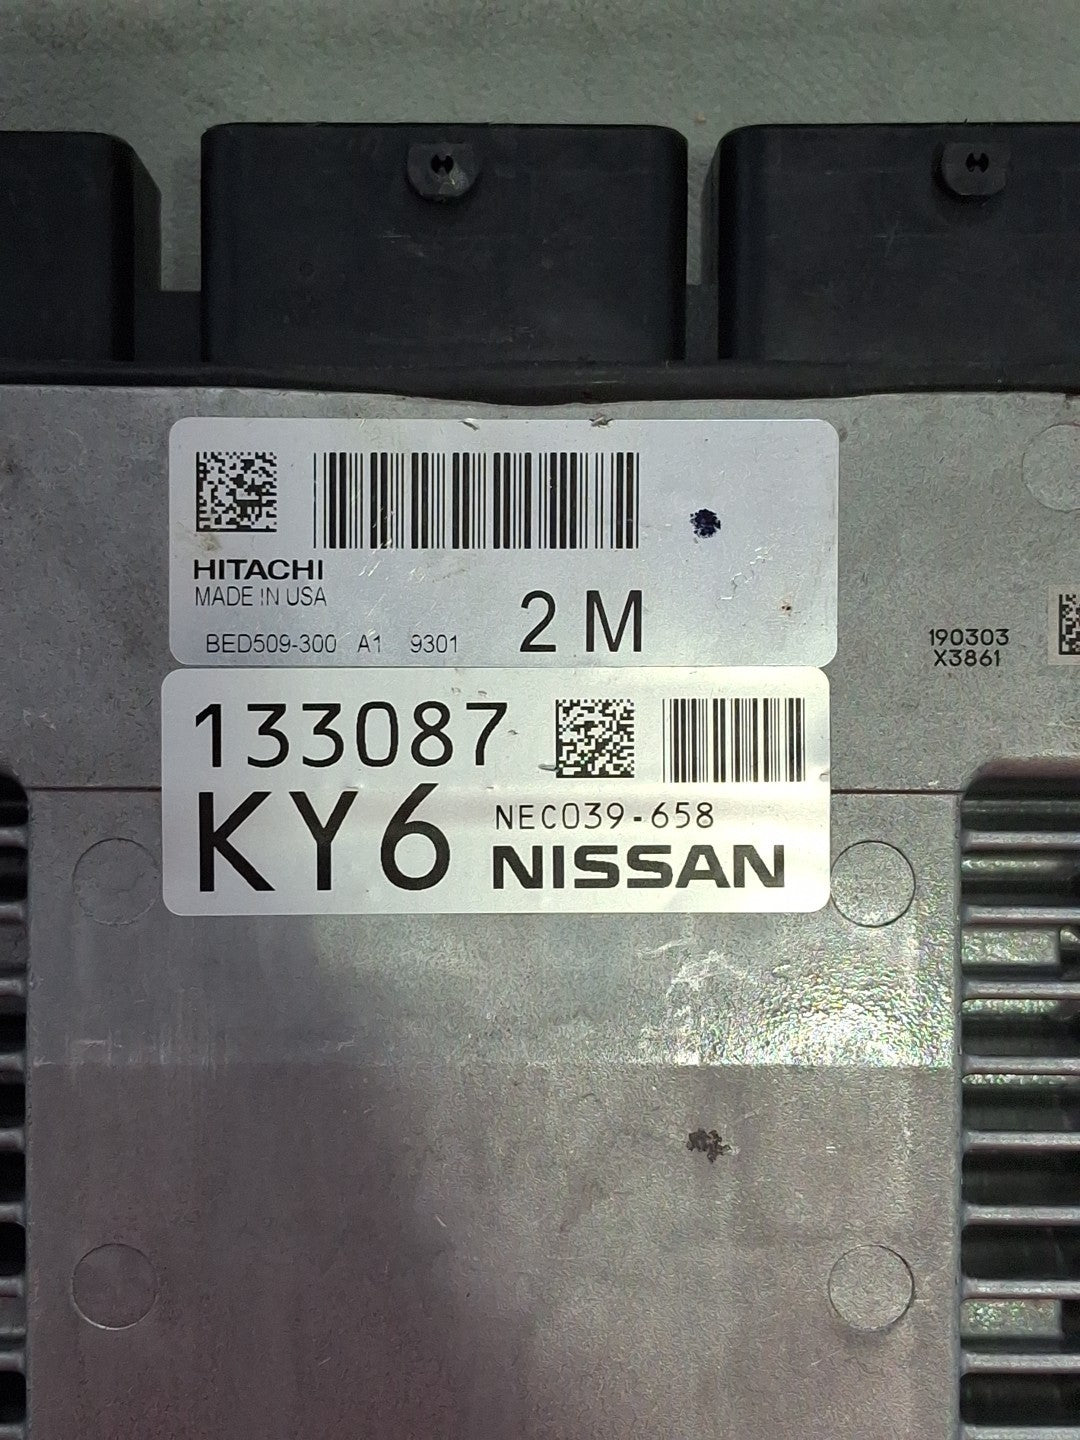 HITACHI
MADE IN USA
BED509-300 A1 9301 2 M
190303
X3861
133087
KY6 NEC039-658
NISSAN